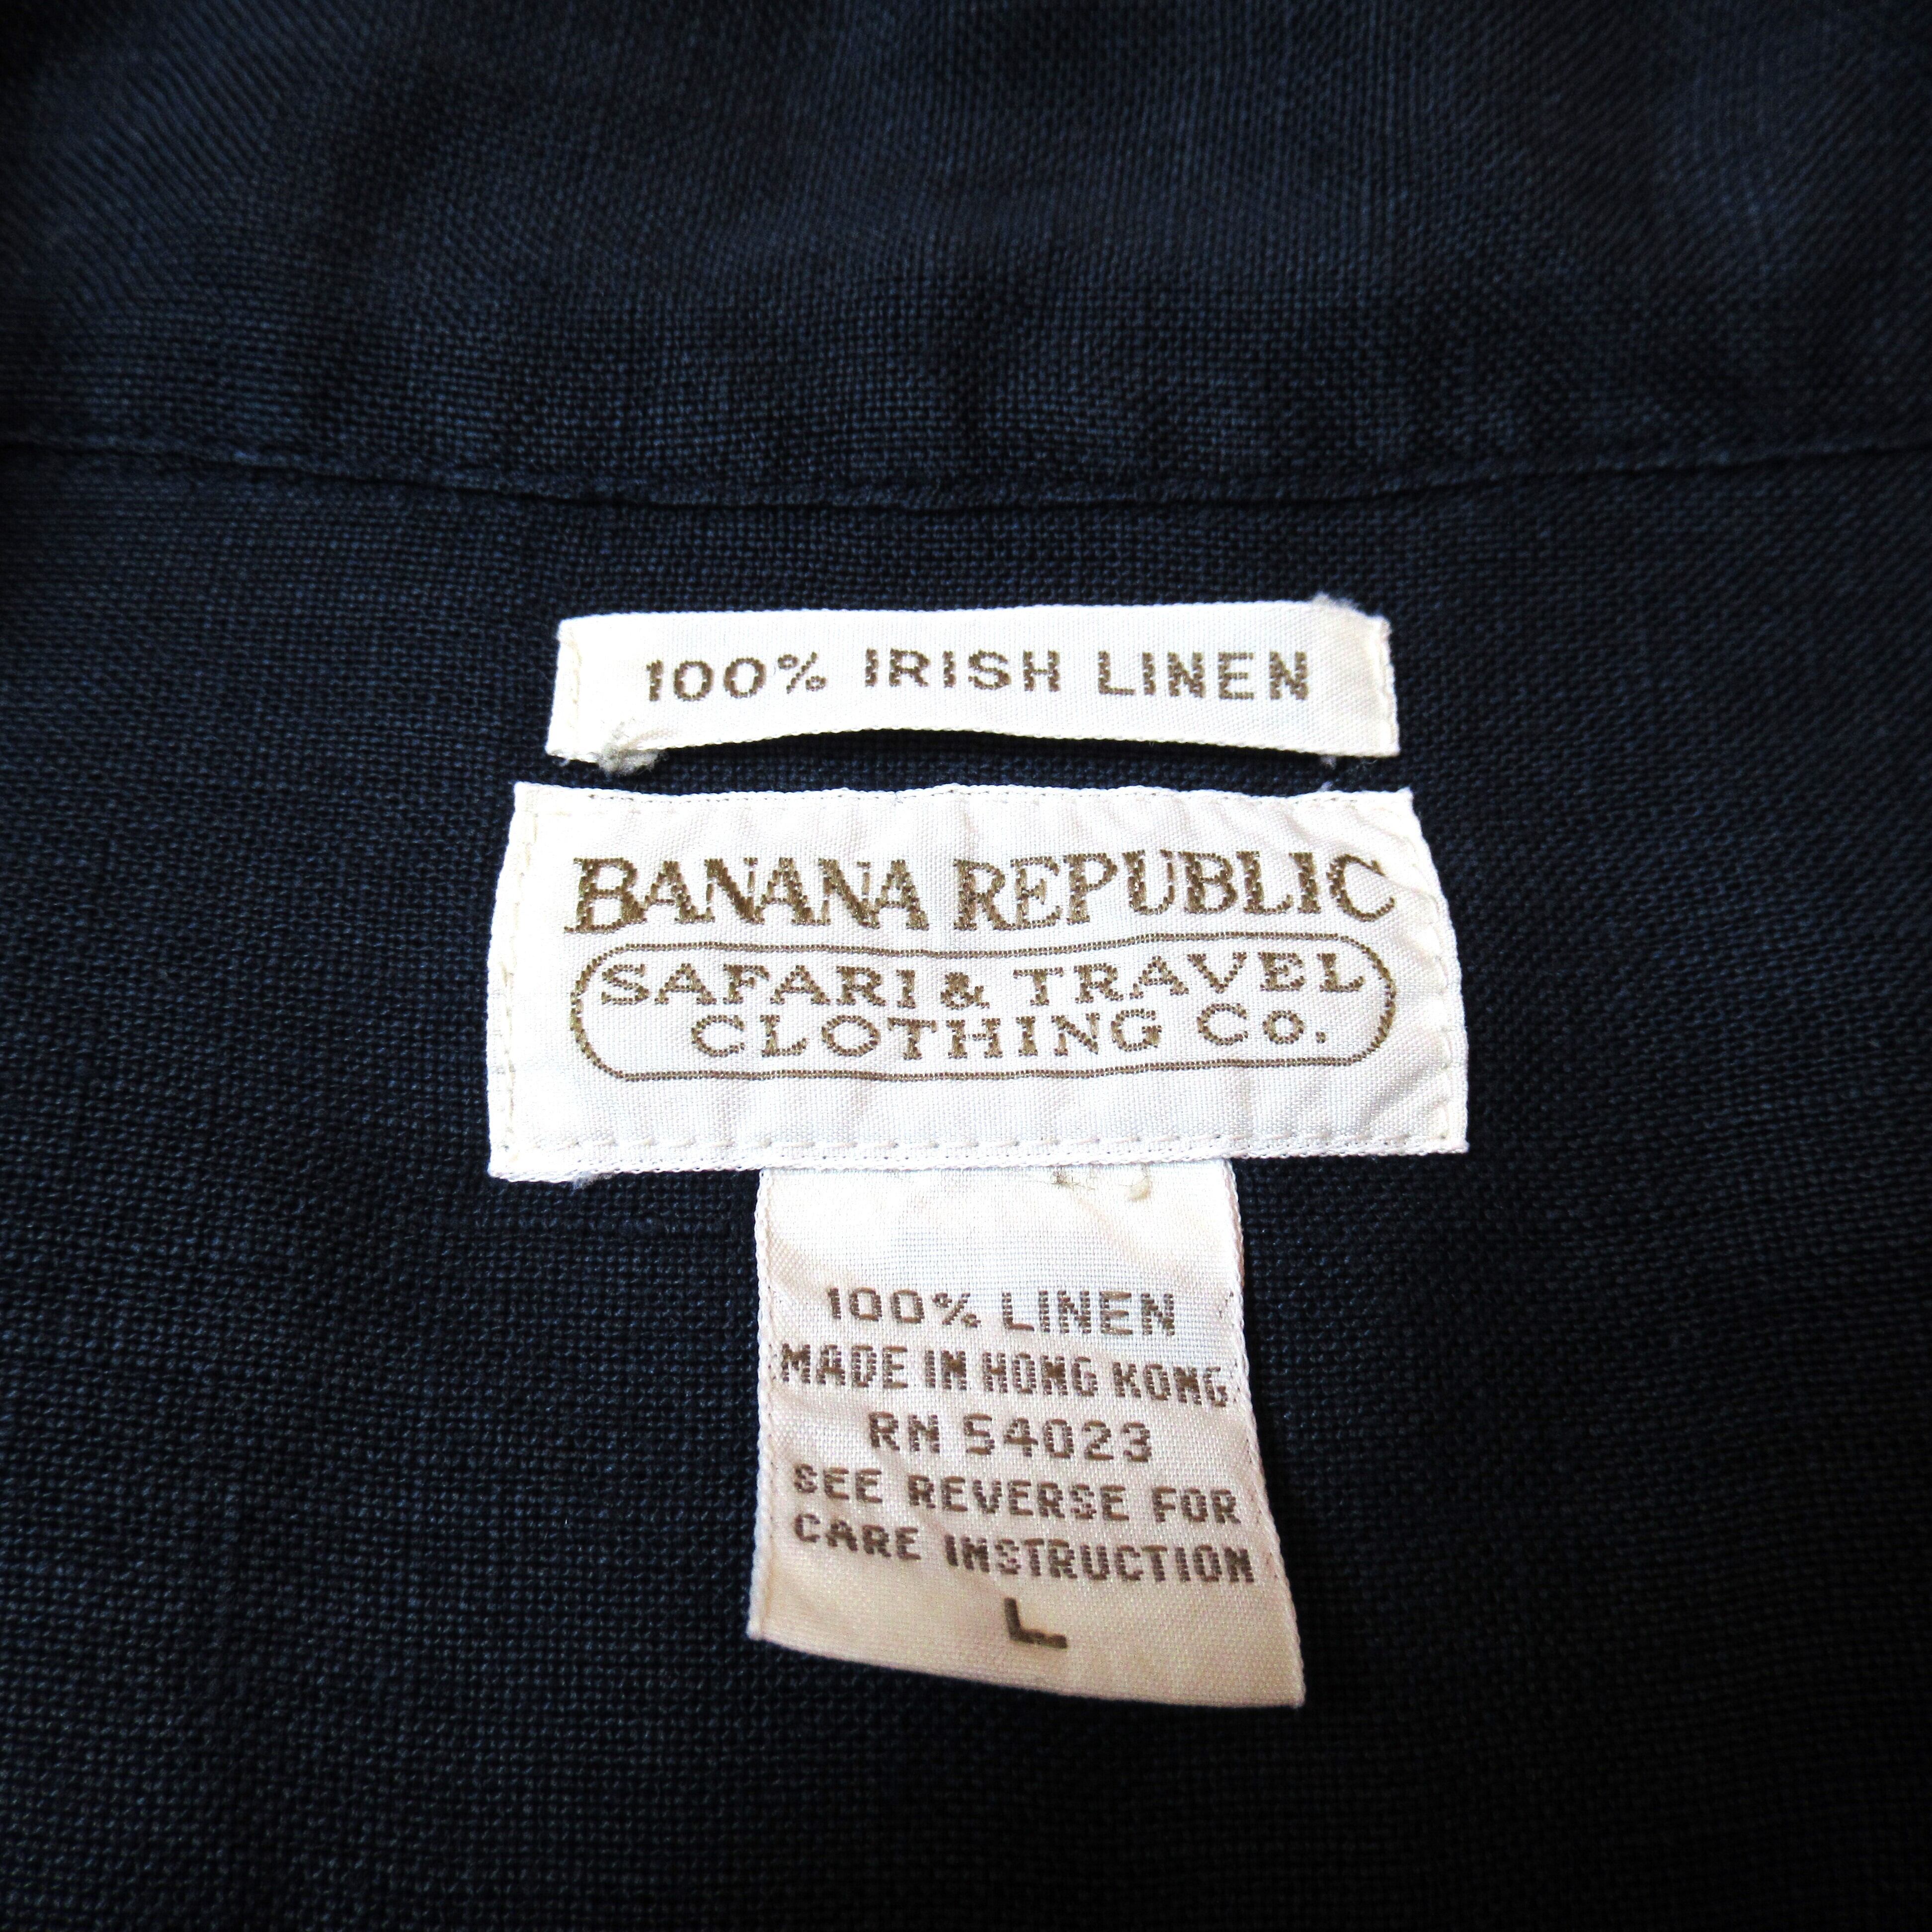 100% IRISH LINEN
BANANA REPUBLIC
SAFARI & TRAVEL
CLOTHING Co.
100% LINEN
MADE IN HONG KONG
RN 54023
SEE REVERSE FOR
CARE INSTRUCTION
L